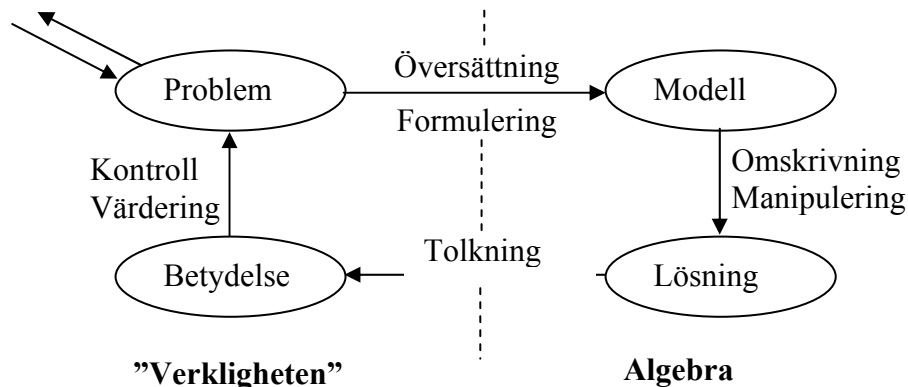 Översättning
Problem
Modell
Formulering
Kontroll
Värdering
Omskrivning
Manipulering
Tolkning
Betydelse
Lösning
”Verkligheten”
Algebra